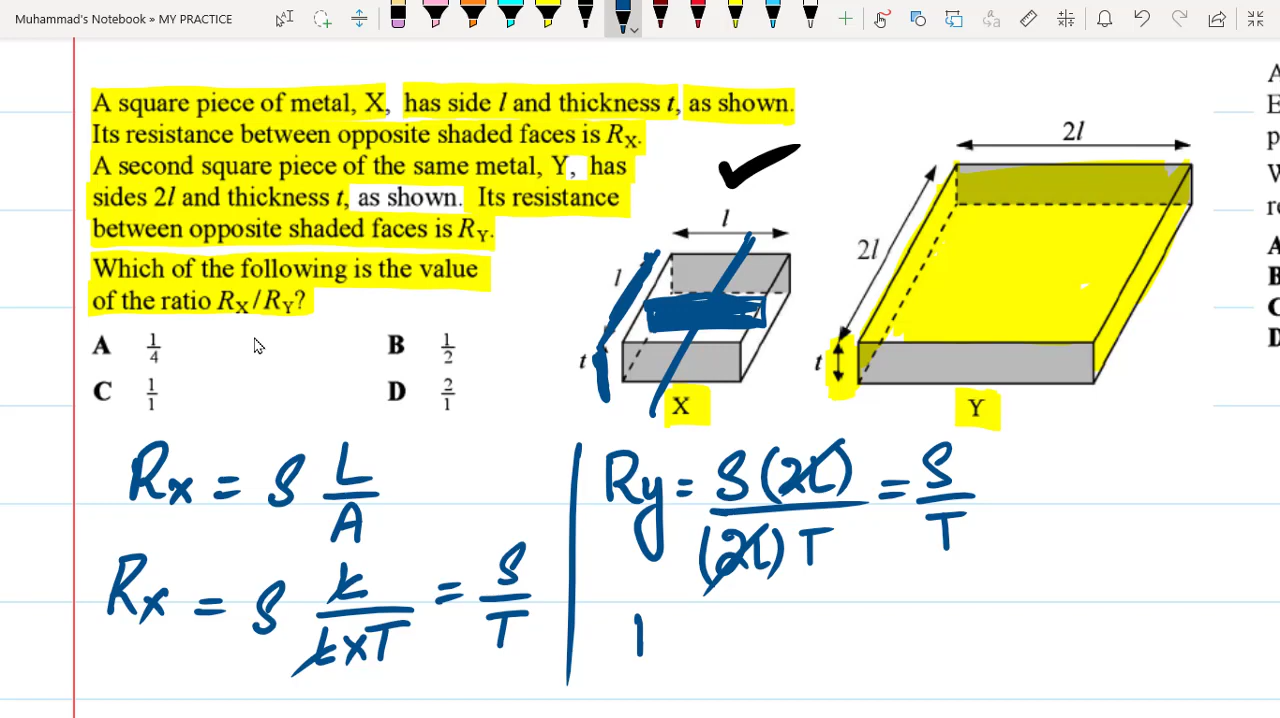 Muhammad's Notebook » MY PRACTICE
A square piece of metal, X, has side l and thickness t, as shown.
Its resistance between opposite shaded faces is RX.
A second square piece of the same metal, Y, has
sides 2l and thickness t, as shown. Its resistance
between opposite shaded faces is RY.
Which of the following is the value
of the ratio RX/RY?
A 1/4
B 1/2
C 1/1
D 2/1
l
l
t
X
2l
2l
t
Y
Rx = S L/A
Rx = S L/LxT = S/T
Ry = S(2L)/(2L)T = S/T
1
A
E
p
W
re
A
B
C
D